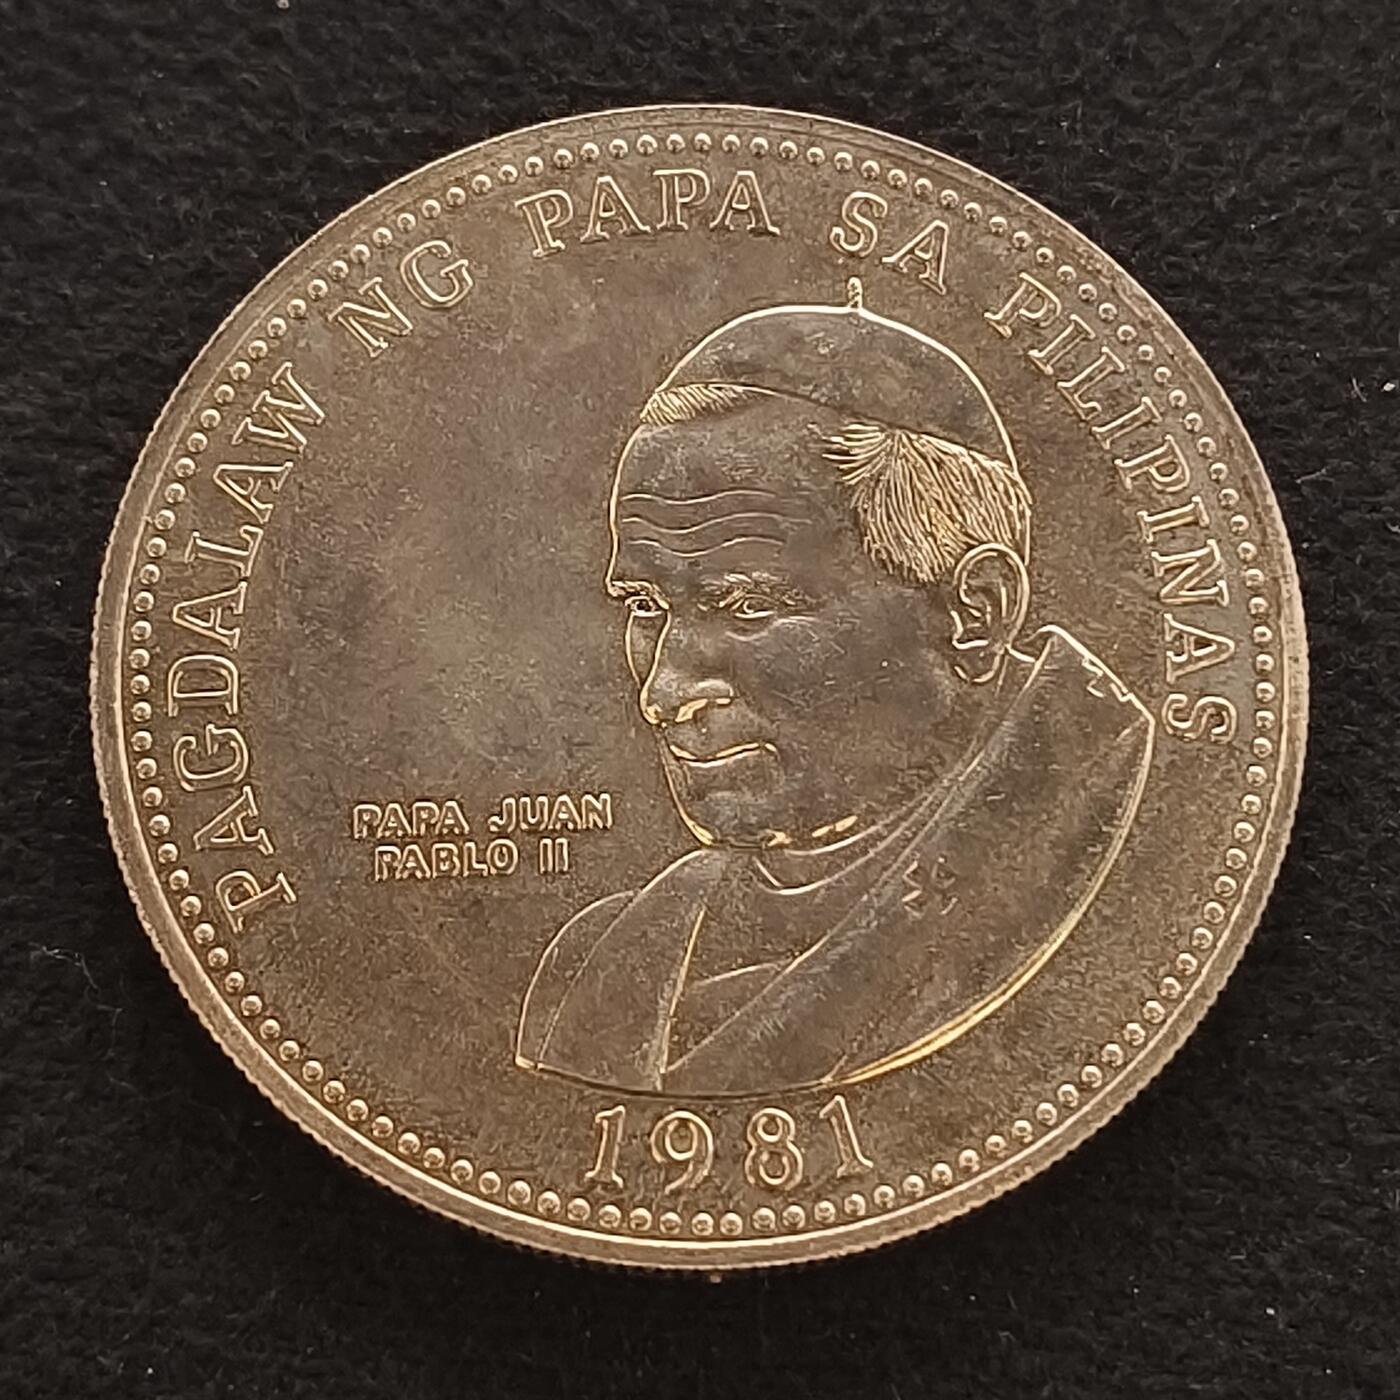 PAGDALAW NG PAPA SA PILIPINAS
PAPA JUAN
PABLO II
1981